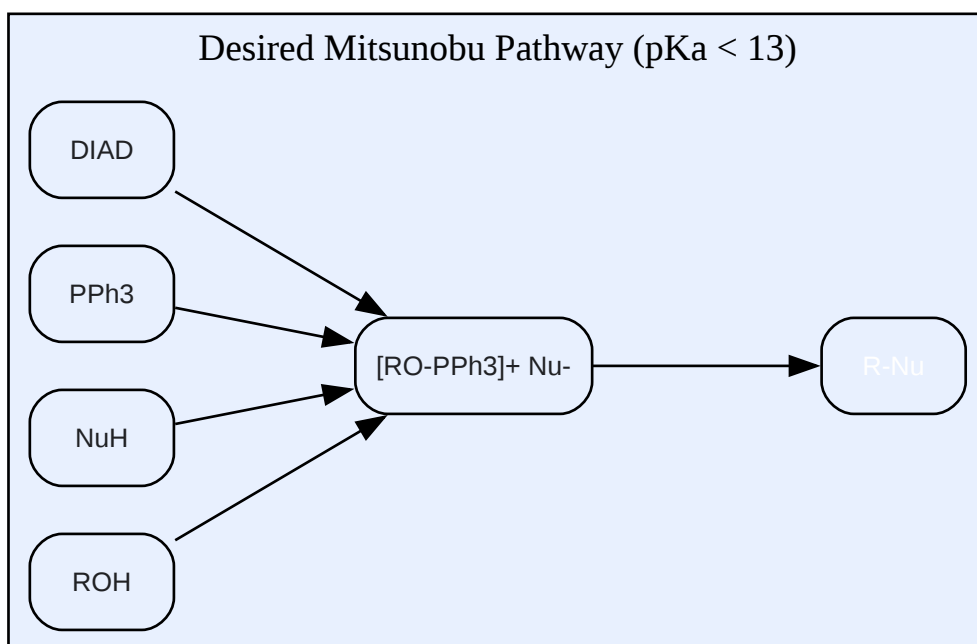 Desired Mitsunobu Pathway (pKa < 13)
DIAD
PPh3
NuH
ROH
[RO-PPh3]+ Nu-
R-Nu